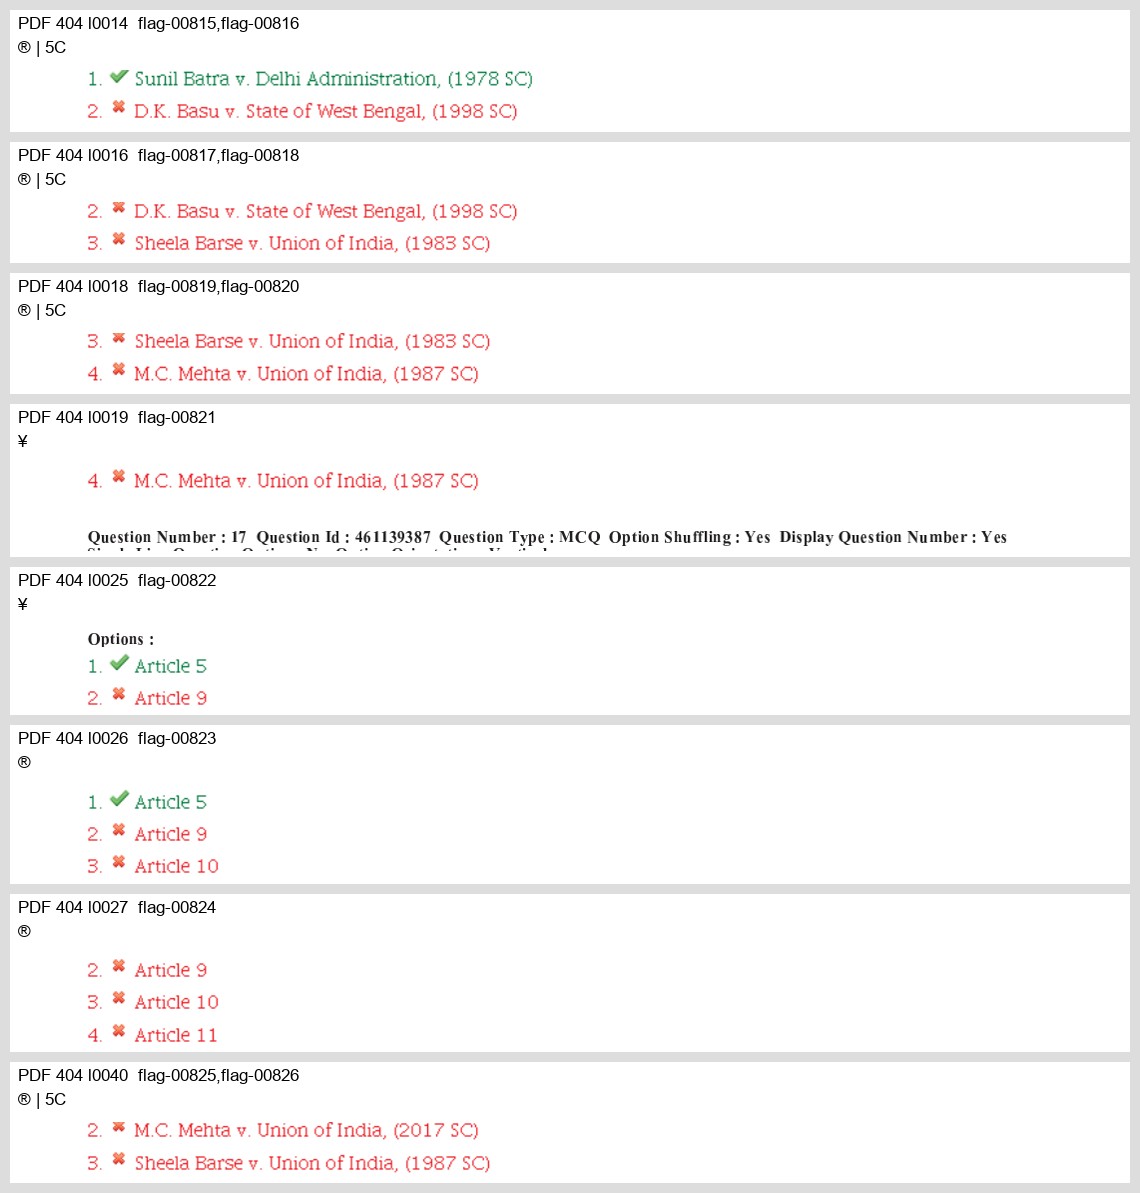 PDF 404 l0014 flag-00815,flag-00816
® | 5C
1. Sunil Batra v. Delhi Administration, (1978 SC)
2. D.K. Basu v. State of West Bengal, (1998 SC)
PDF 404 l0016 flag-00817,flag-00818
® | 5C
2. D.K. Basu v. State of West Bengal, (1998 SC)
3. Sheela Barse v. Union of India, (1983 SC)
PDF 404 l0018 flag-00819,flag-00820
® | 5C
3. Sheela Barse v. Union of India, (1983 SC)
4. M.C. Mehta v. Union of India, (1987 SC)
PDF 404 l0019 flag-00821
¥
4. M.C. Mehta v. Union of India, (1987 SC)
Question Number : 17 Question Id : 461139387 Question Type : MCQ Option Shuffling : Yes Display Question Number : Yes
PDF 404 l0025 flag-00822
¥
Options :
1. Article 5
2. Article 9
PDF 404 l0026 flag-00823
®
1. Article 5
2. Article 9
3. Article 10
PDF 404 l0027 flag-00824
®
2. Article 9
3. Article 10
4. Article 11
PDF 404 l0040 flag-00825,flag-00826
® | 5C
2. M.C. Mehta v. Union of India, (2017 SC)
3. Sheela Barse v. Union of India, (1987 SC)